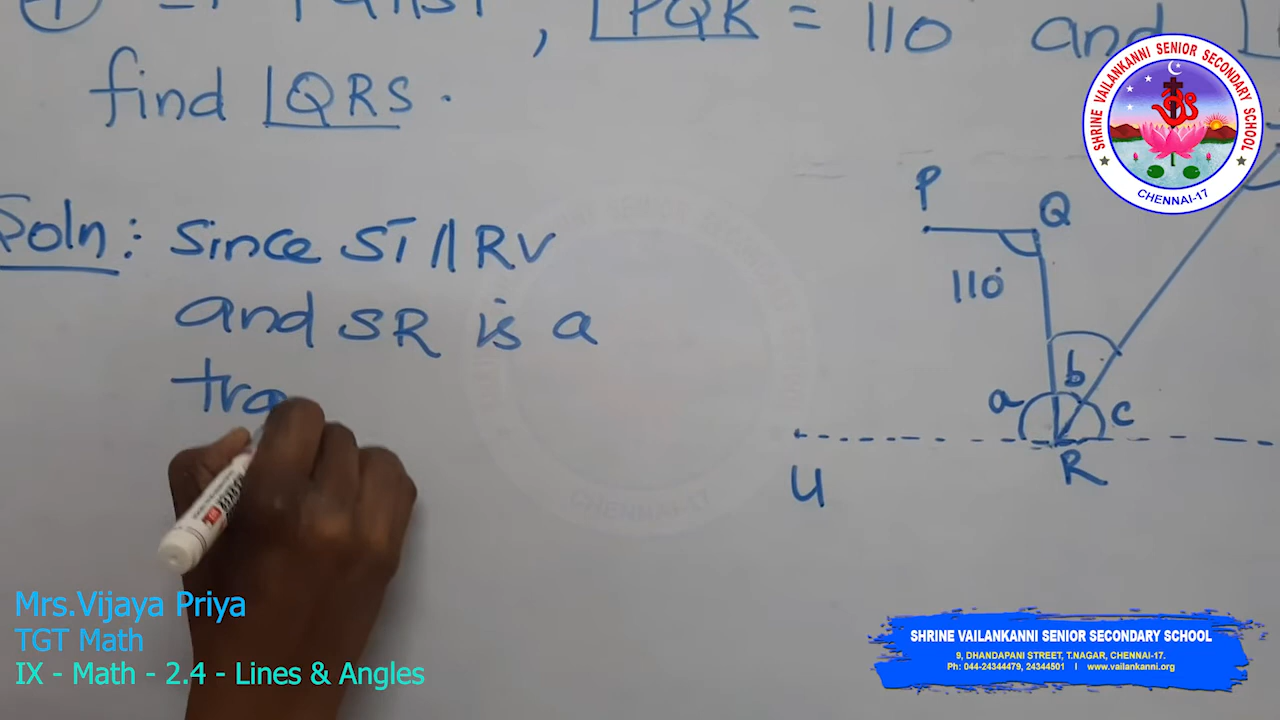 , ∠PQR = 110 and
find ∠QRS.
Soln: Since ST || RV
and SR is a
tra
P
Q
110°
a
b
c
R
U
SHRINE VAILANKANNI SENIOR SECONDARY SCHOOL
CHENNAI-17
Mrs.Vijaya Priya
TGT Math
IX - Math - 2.4 - Lines & Angles
SHRINE VAILANKANNI SENIOR SECONDARY SCHOOL
9, DHANDAPANI STREET, T.NAGAR, CHENNAI-17.
Ph: 044-24344479, 24344501 I www.vailankanni.org